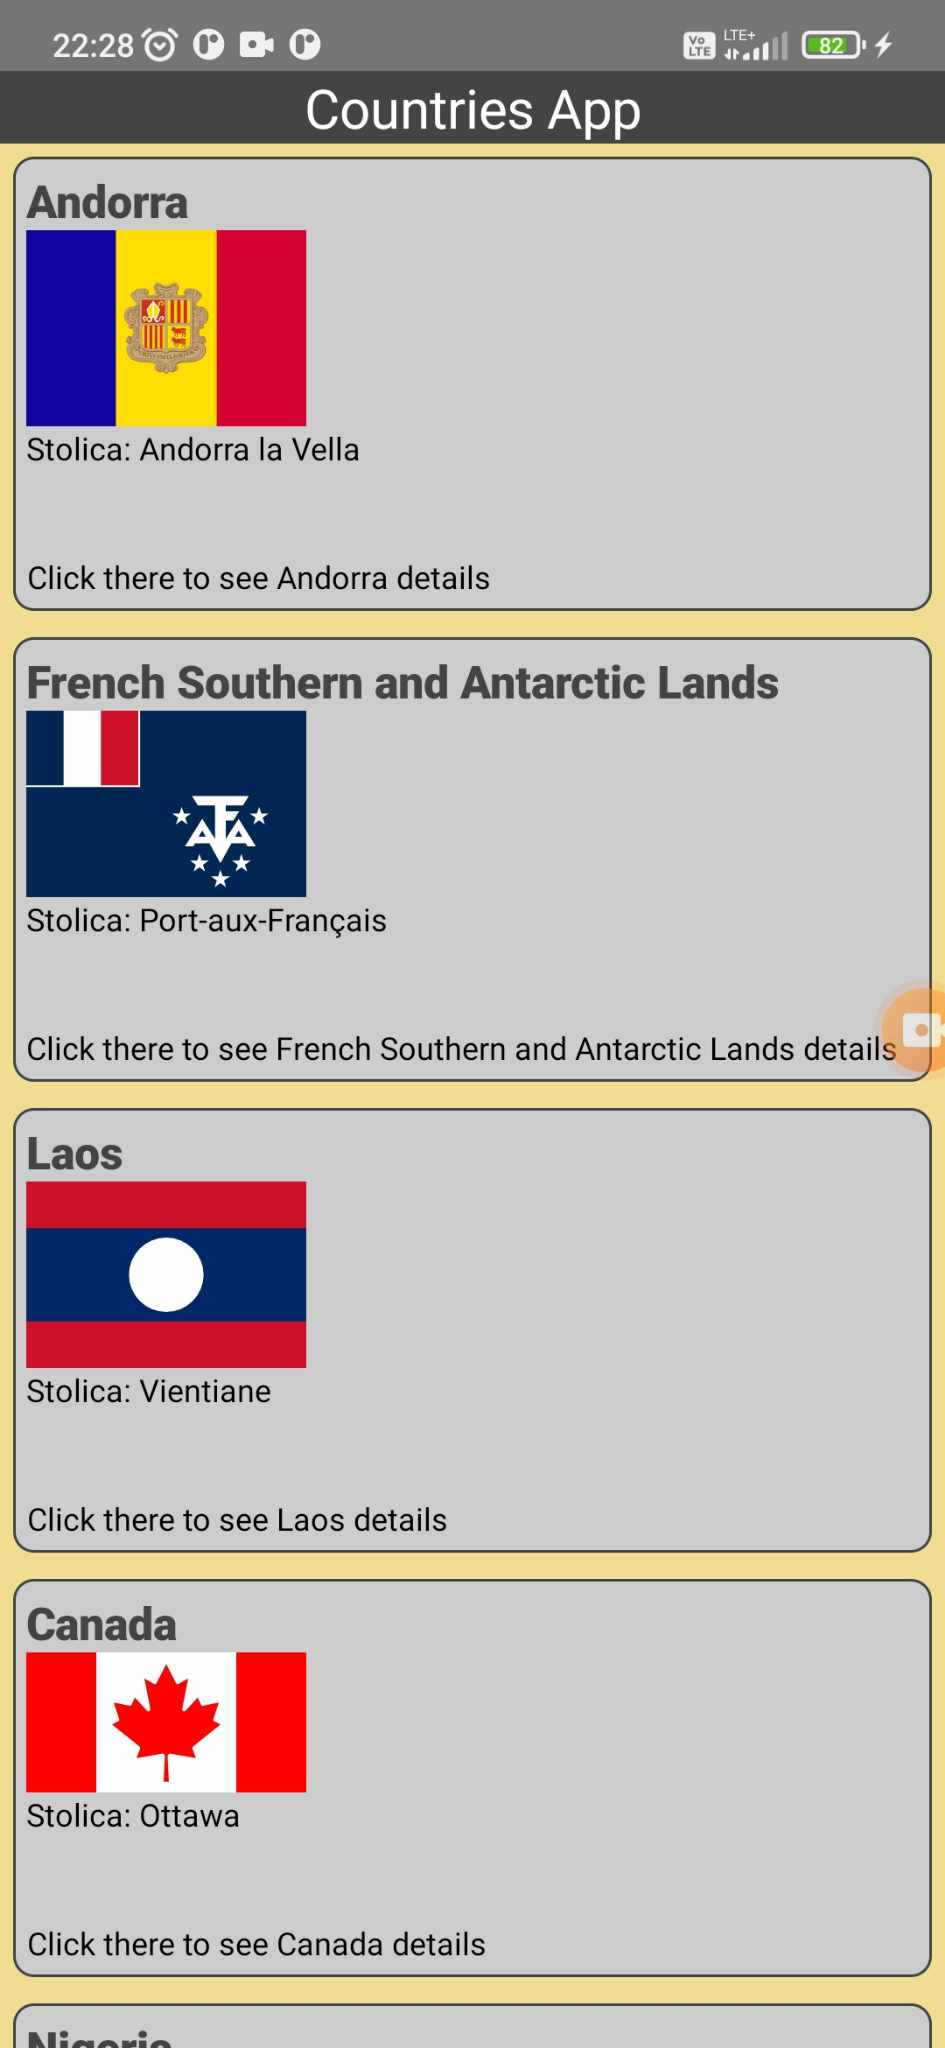 22:28
Vo LTE
LTE+
82
Countries App
Andorra
Stolica: Andorra la Vella
Click there to see Andorra details
French Southern and Antarctic Lands
Stolica: Port-aux-Français
Click there to see French Southern and Antarctic Lands details
Laos
Stolica: Vientiane
Click there to see Laos details
Canada
Stolica: Ottawa
Click there to see Canada details
Nigeria